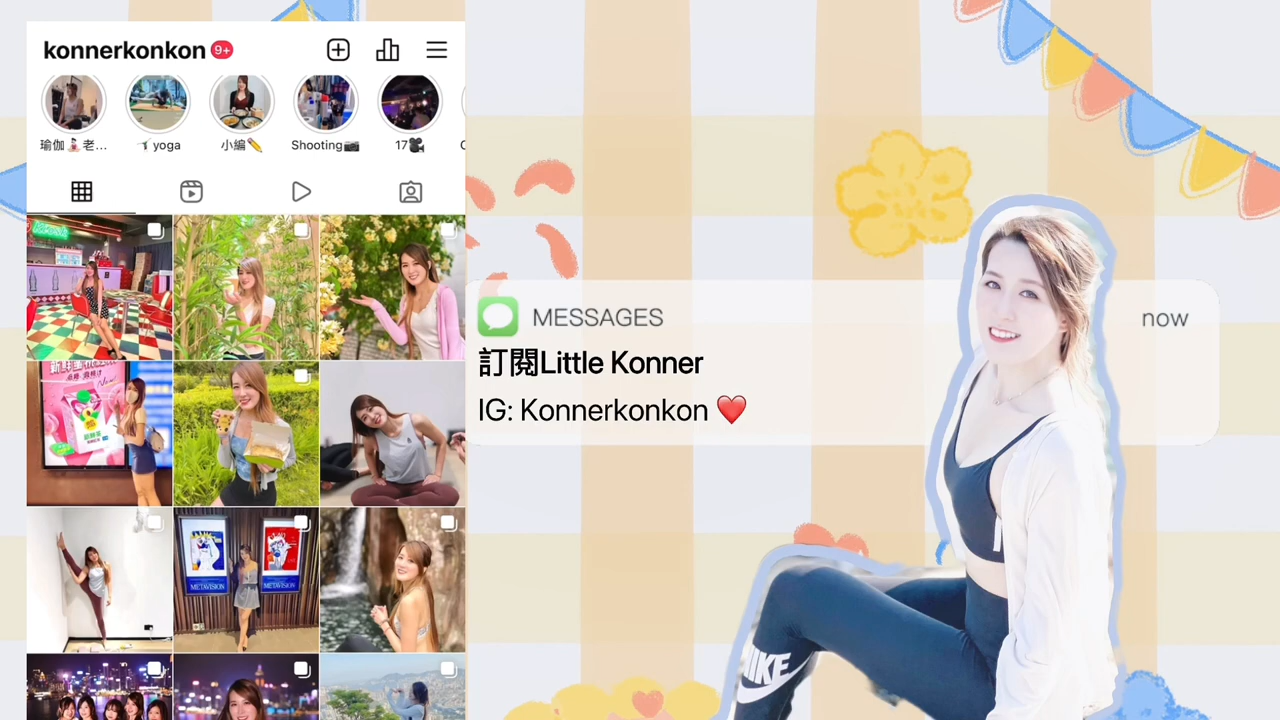 konnerkonkon 9+
瑜伽🧘🏻‍♀️老...
🤸yoga
小編✏️
Shooting📷
17🎥
METAVISION
METAVISION
MESSAGES
now
訂閱Little Konner
IG: Konnerkonkon ❤️
NIKE